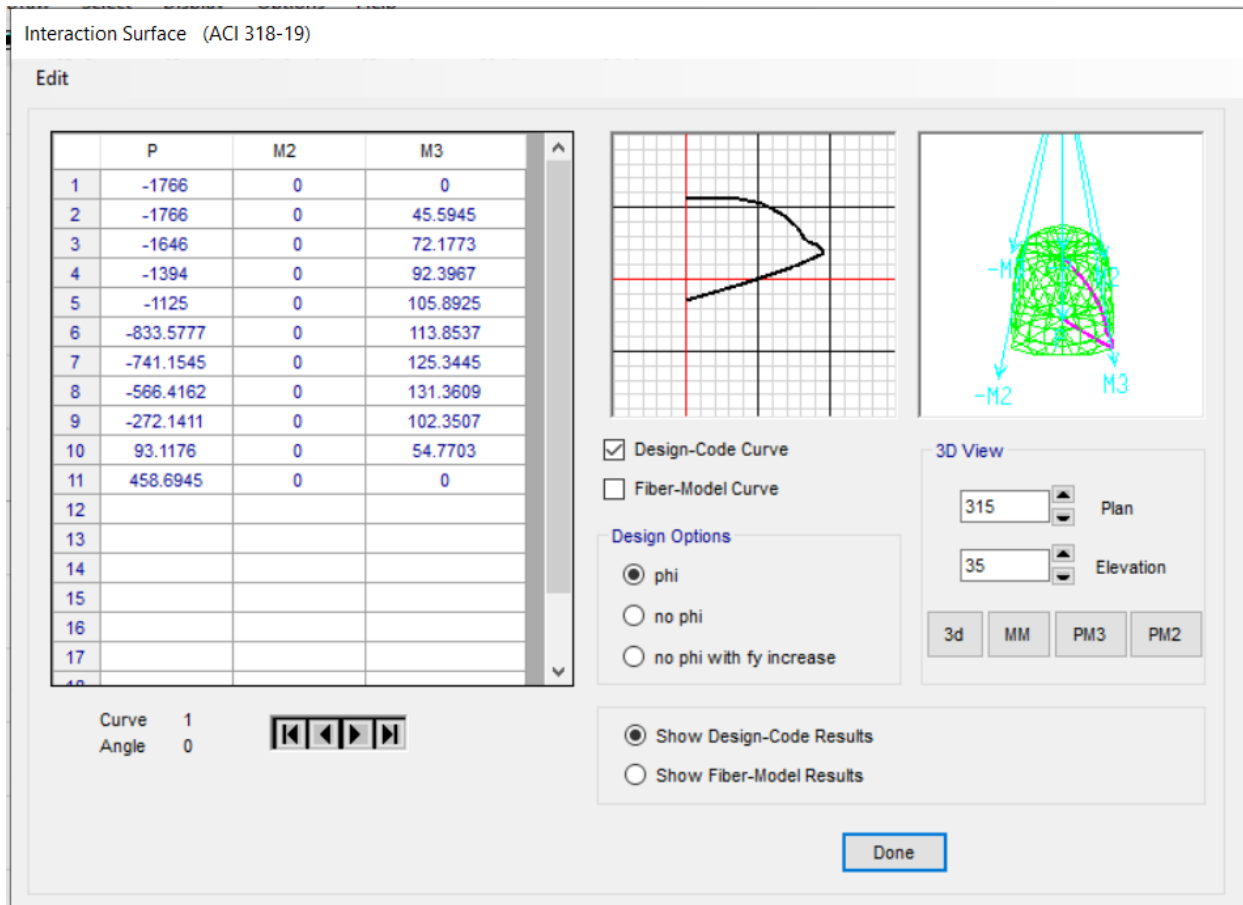 Interaction Surface (ACI 318-19)
Edit
P M2 M3
1 -1766 0 0
2 -1766 0 45.5945
3 -1646 0 72.1773
4 -1394 0 92.3967
5 -1125 0 105.8925
6 -833.5777 0 113.8537
7 -741.1545 0 125.3445
8 -566.4162 0 131.3609
9 -272.1411 0 102.3507
10 93.1176 0 54.7703
11 458.6945 0 0
12
13
14
15
16
17
Curve 1
Angle 0
-M2
M3
Design-Code Curve
Fiber-Model Curve
Design Options
phi
no phi
no phi with fy increase
3D View
315 Plan
35 Elevation
3d MM PM3 PM2
Show Design-Code Results
Show Fiber-Model Results
Done